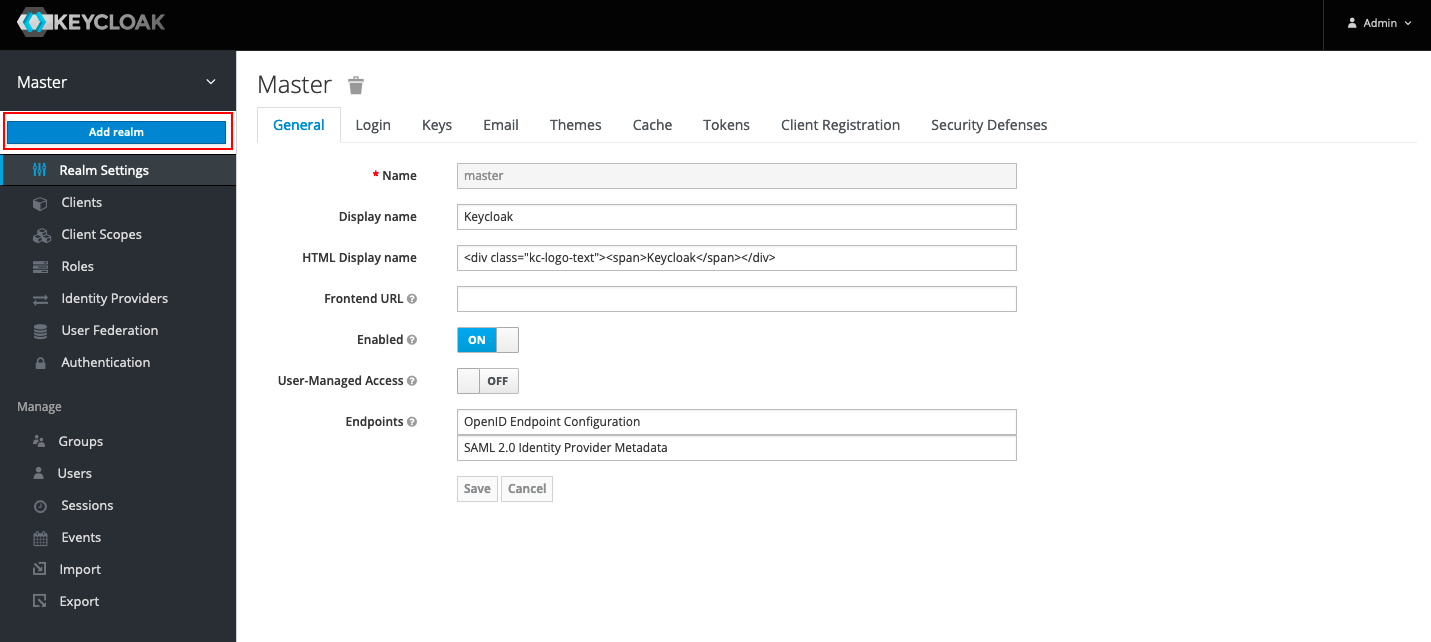 KEYCLOAK
Admin
Master
Add realm
Realm Settings
Clients
Client Scopes
Roles
Identity Providers
User Federation
Authentication
Manage
Groups
Users
Sessions
Events
Import
Export
Master
General Login Keys Email Themes Cache Tokens Client Registration Security Defenses
* Name master
Display name Keycloak
HTML Display name <div class="kc-logo-text"><span>Keycloak</span></div>
Frontend URL ?
Enabled ? ON
User-Managed Access ? OFF
Endpoints ? OpenID Endpoint Configuration
SAML 2.0 Identity Provider Metadata
Save Cancel